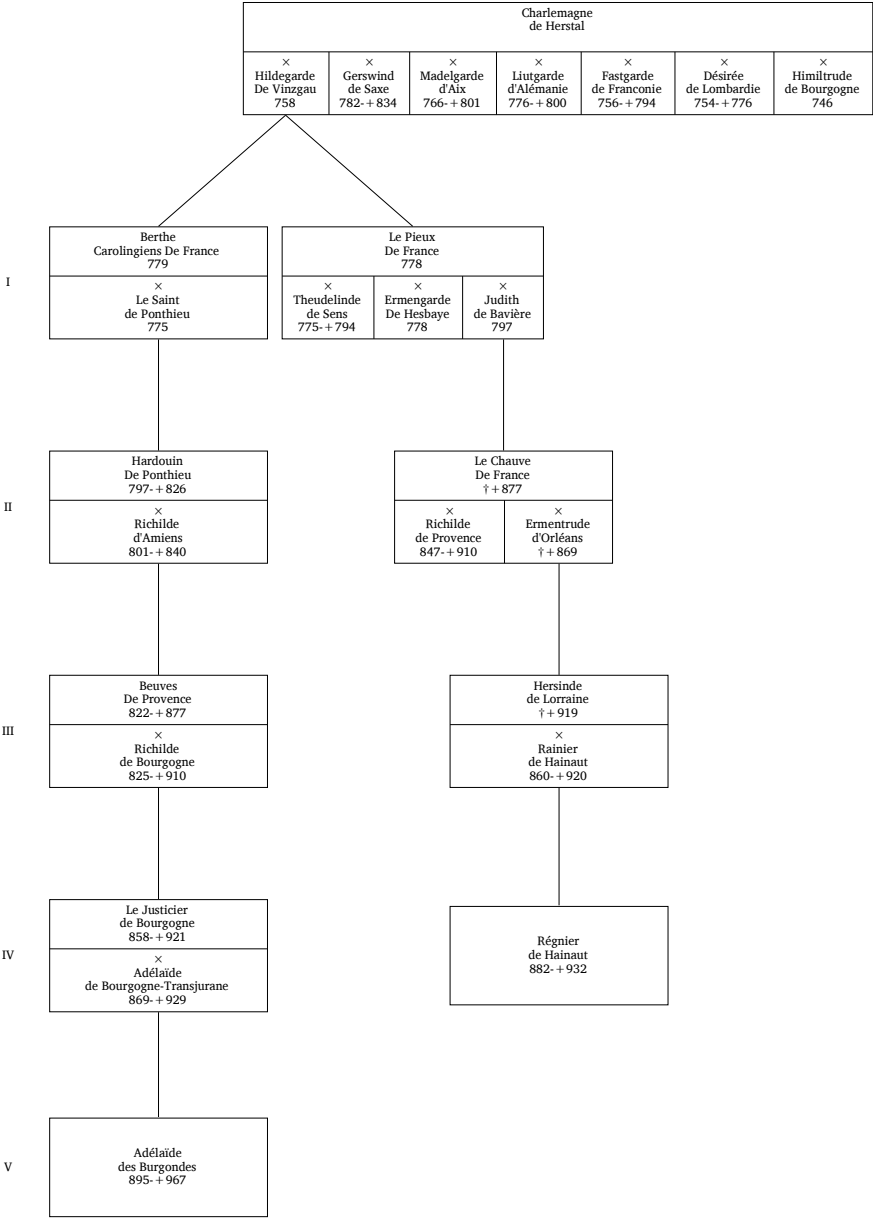 Charlemagne
de Herstal
×
Hildegarde
De Vinzgau
758
×
Gerswind
de Saxe
782-+834
×
Madelgarde
d'Aix
766-+801
×
Liutgarde
d'Alémanie
776-+800
×
Fastgarde
de Franconie
756-+794
×
Désirée
de Lombardie
754-+776
×
Himiltrude
de Bourgogne
746
I
Berthe
Carolingiens De France
779
×
Le Saint
de Ponthieu
775
Le Pieux
De France
778
×
Theudelinde
de Sens
775-+794
×
Ermengarde
De Hesbaye
778
×
Judith
de Bavière
797
II
Hardouin
De Ponthieu
797-+826
×
Richilde
d'Amiens
801-+840
Le Chauve
De France
†+877
×
Richilde
de Provence
847-+910
×
Ermentrude
d'Orléans
†+869
III
Beuves
De Provence
822-+877
×
Richilde
de Bourgogne
825-+910
Hersinde
de Lorraine
†+919
×
Rainier
de Hainaut
860-+920
IV
Le Justicier
de Bourgogne
858-+921
×
Adélaïde
de Bourgogne-Transjurane
869-+929
Régnier
de Hainaut
882-+932
V
Adélaïde
des Burgondes
895-+967